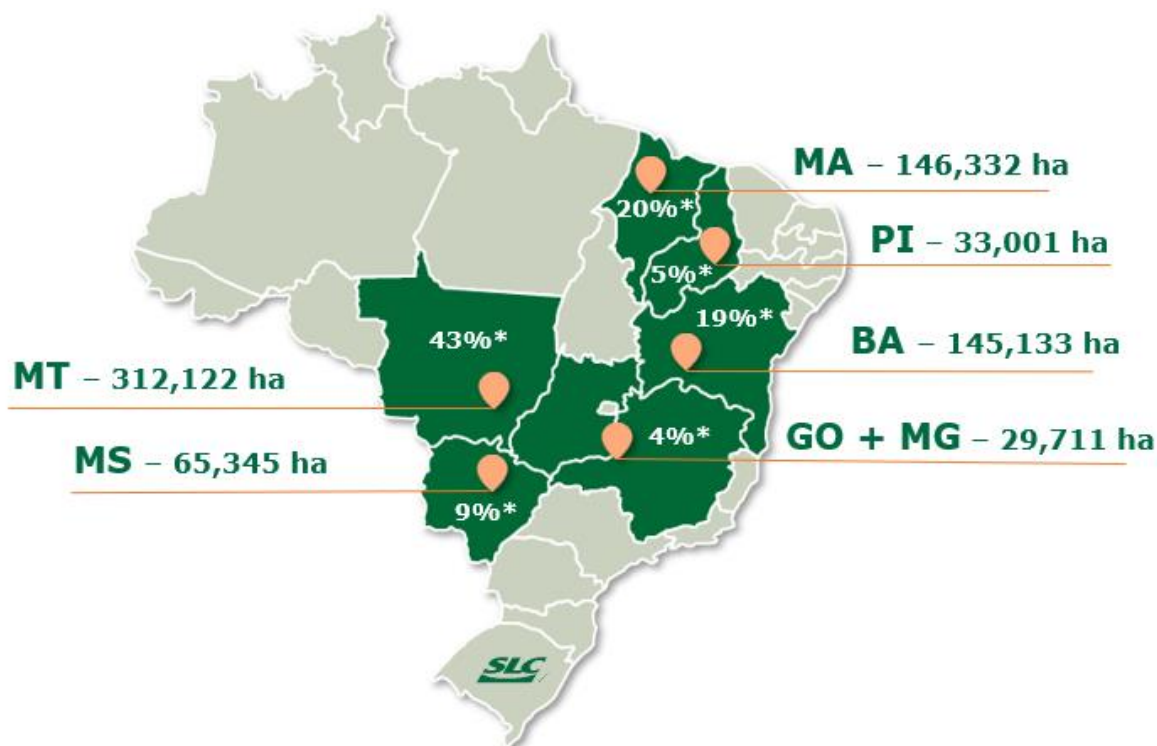 MA – 146,332 ha
20%*
PI – 33,001 ha
5%*
19%*
BA – 145,133 ha
43%*
MT – 312,122 ha
4%*
GO + MG – 29,711 ha
MS – 65,345 ha
9%*
SLC